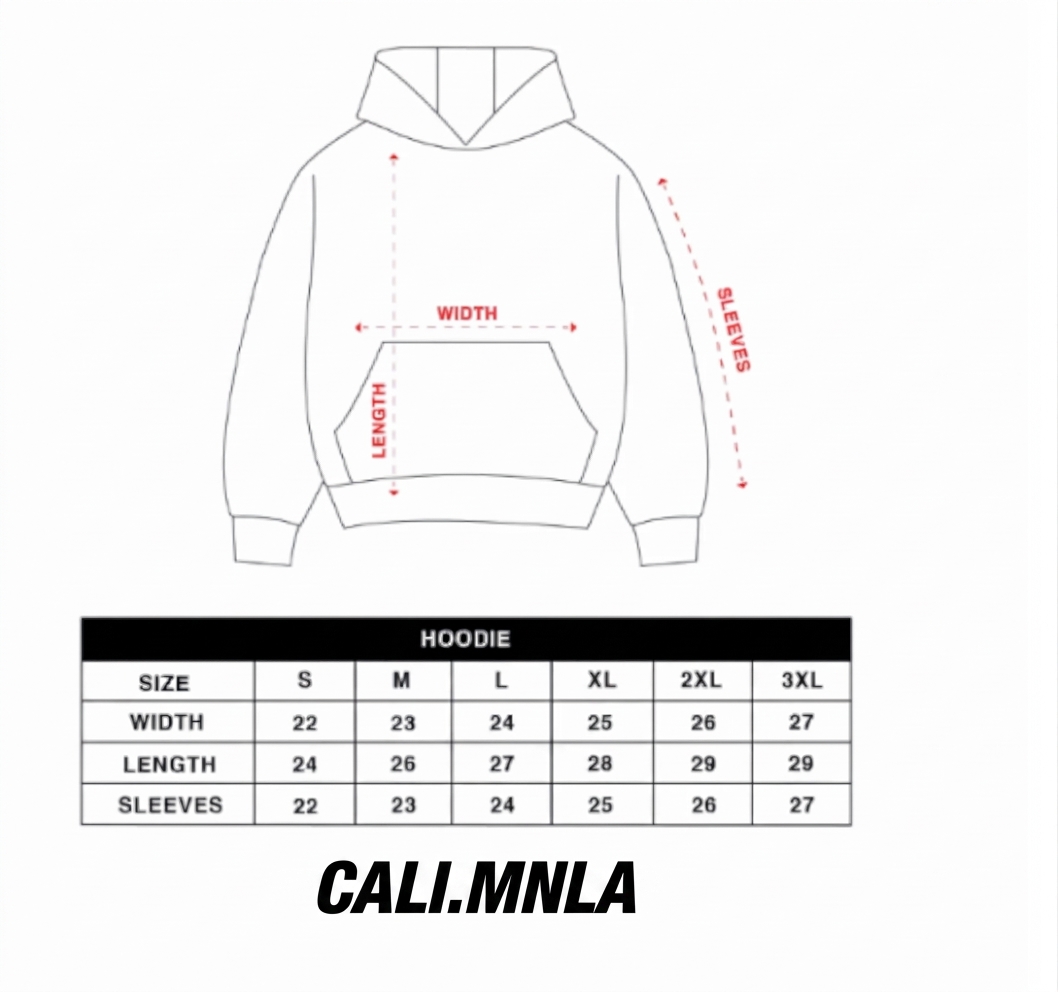 WIDTH
SLEEVES
LENGTH
HOODIE
SIZE S M L XL 2XL 3XL
WIDTH 22 23 24 25 26 27
LENGTH 24 26 27 28 29 29
SLEEVES 22 23 24 25 26 27
CALI.MNLA